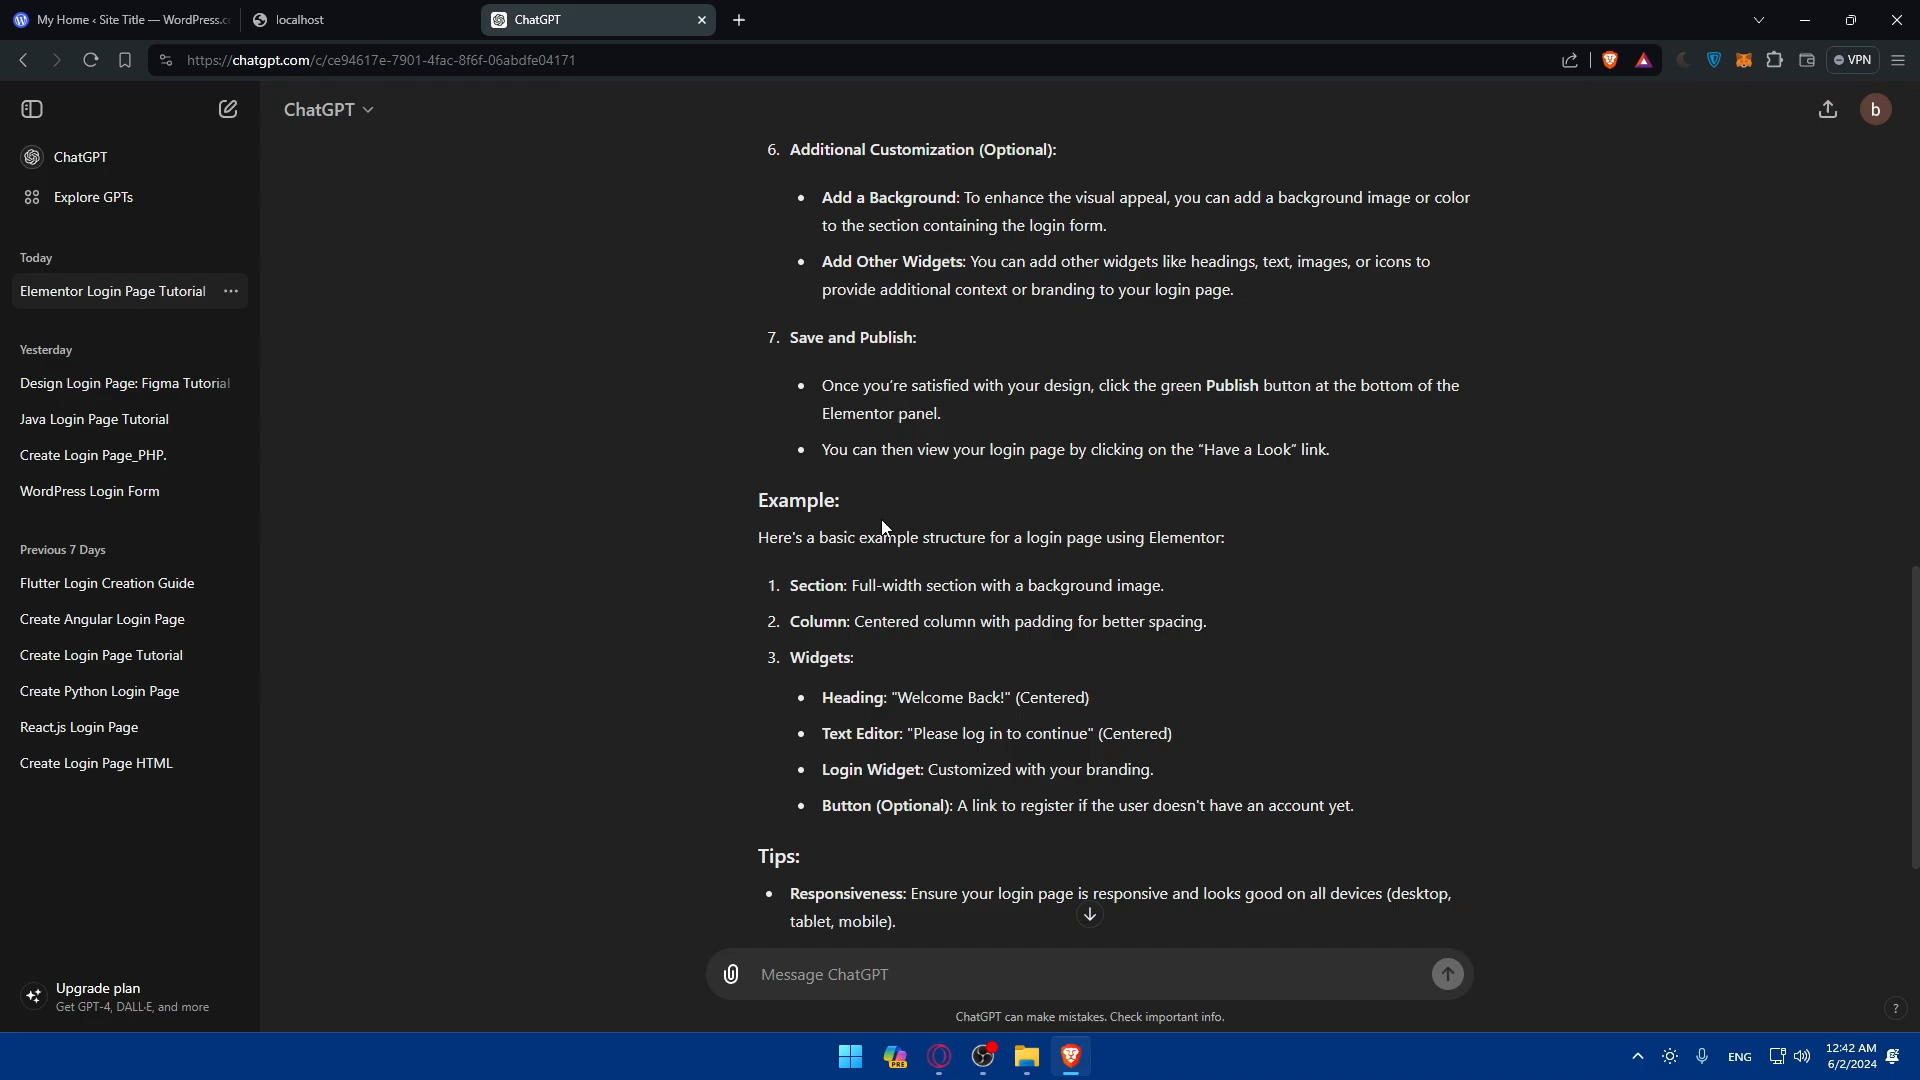 My Home ‹ Site Title — WordPress.c
localhost
ChatGPT
https://chatgpt.com/c/ce94617e-7901-4fac-8f6f-06abdfe04171
VPN
ChatGPT
b
ChatGPT
Explore GPTs
Today
Elementor Login Page Tutorial
Yesterday
Design Login Page: Figma Tutorial
Java Login Page Tutorial
Create Login Page_PHP.
WordPress Login Form
Previous 7 Days
Flutter Login Creation Guide
Create Angular Login Page
Create Login Page Tutorial
Create Python Login Page
React.js Login Page
Create Login Page HTML
Upgrade plan
Get GPT-4, DALL·E, and more
6. Additional Customization (Optional):
• Add a Background: To enhance the visual appeal, you can add a background image or color
to the section containing the login form.
• Add Other Widgets: You can add other widgets like headings, text, images, or icons to
provide additional context or branding to your login page.
7. Save and Publish:
• Once you're satisfied with your design, click the green Publish button at the bottom of the
Elementor panel.
• You can then view your login page by clicking on the "Have a Look" link.
Example:
Here's a basic example structure for a login page using Elementor:
1. Section: Full-width section with a background image.
2. Column: Centered column with padding for better spacing.
3. Widgets:
• Heading: "Welcome Back!" (Centered)
• Text Editor: "Please log in to continue" (Centered)
• Login Widget: Customized with your branding.
• Button (Optional): A link to register if the user doesn't have an account yet.
Tips:
• Responsiveness: Ensure your login page is responsive and looks good on all devices (desktop,
tablet, mobile).
Message ChatGPT
ChatGPT can make mistakes. Check important info.
?
PRE
ENG
12:42 AM
6/2/2024